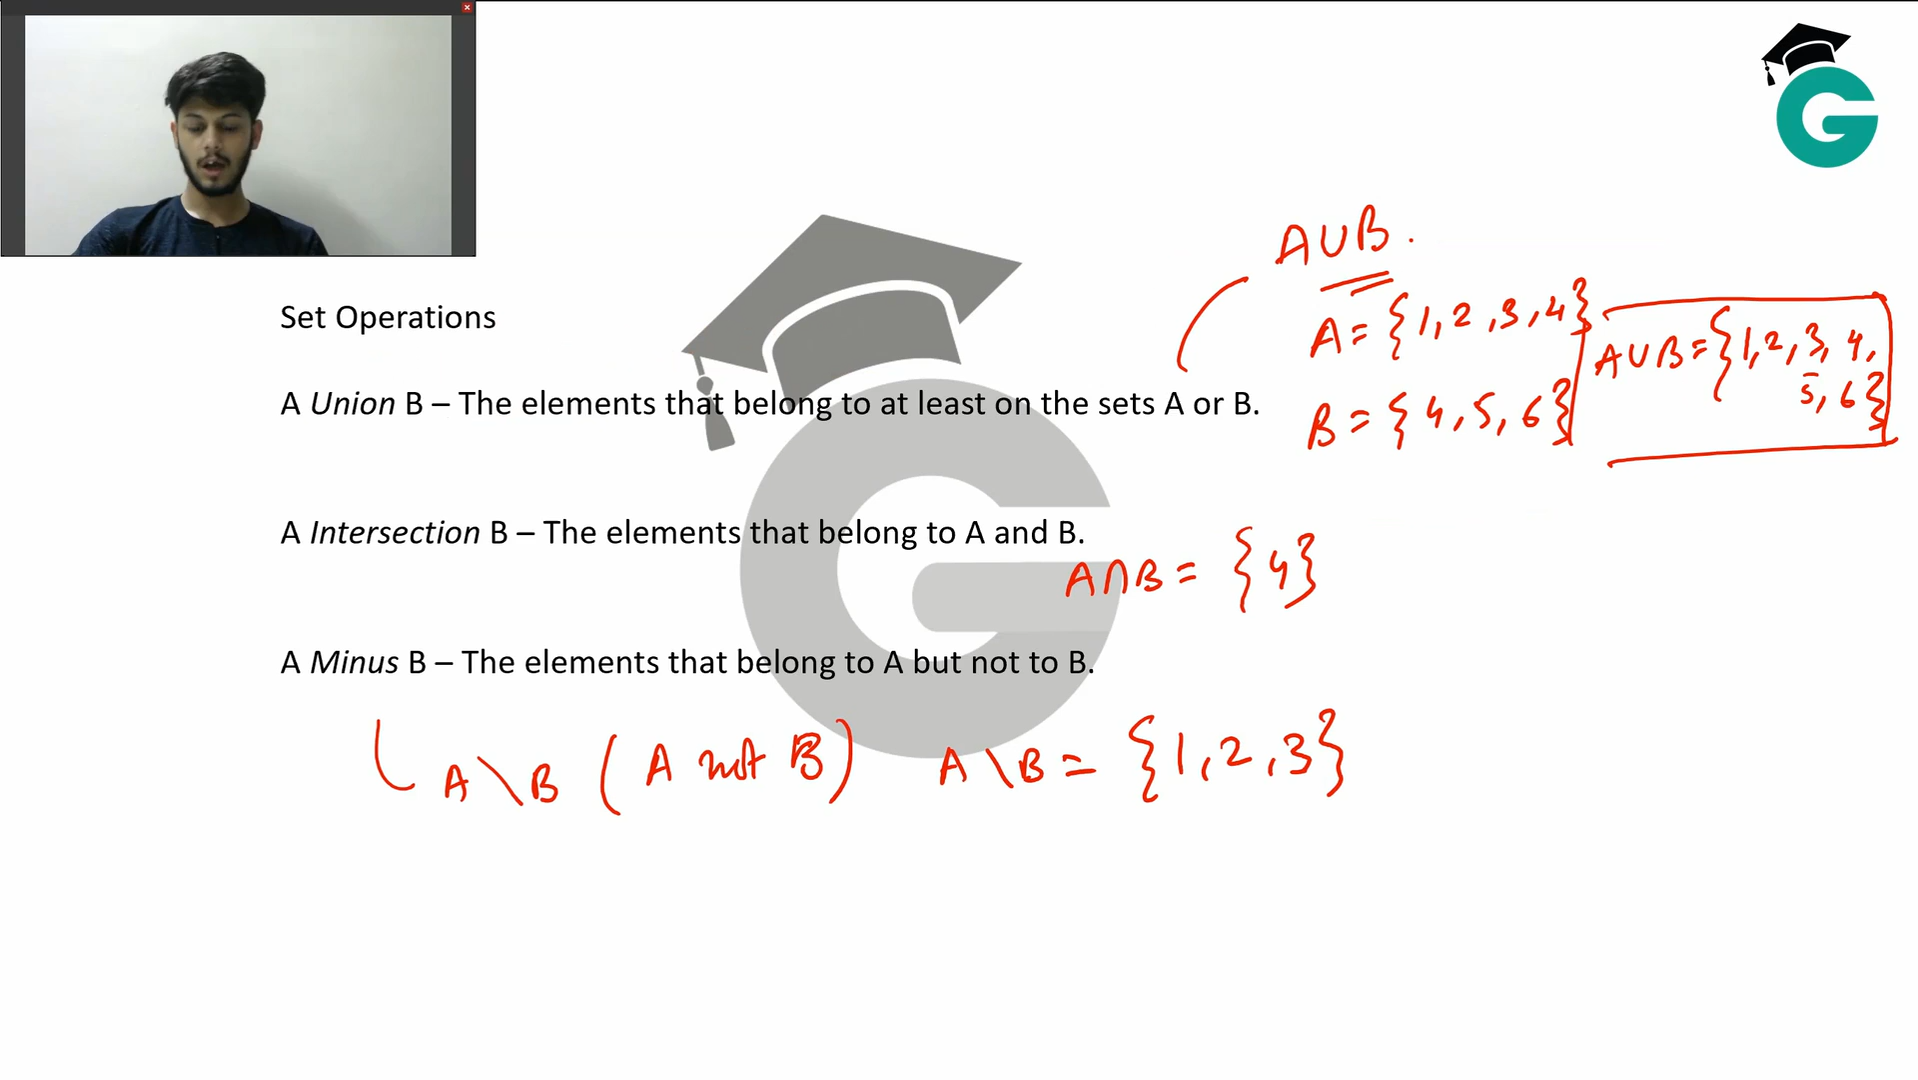 A∪B.
Set Operations
A = {1, 2, 3, 4}
A∪B = {1, 2, 3, 4,
5, 6}
A Union B – The elements that belong to at least on the sets A or B.
B = {4, 5, 6}
A Intersection B – The elements that belong to A and B.
A∩B = {4}
A Minus B – The elements that belong to A but not to B.
A\B (A not B) A\B = {1, 2, 3}